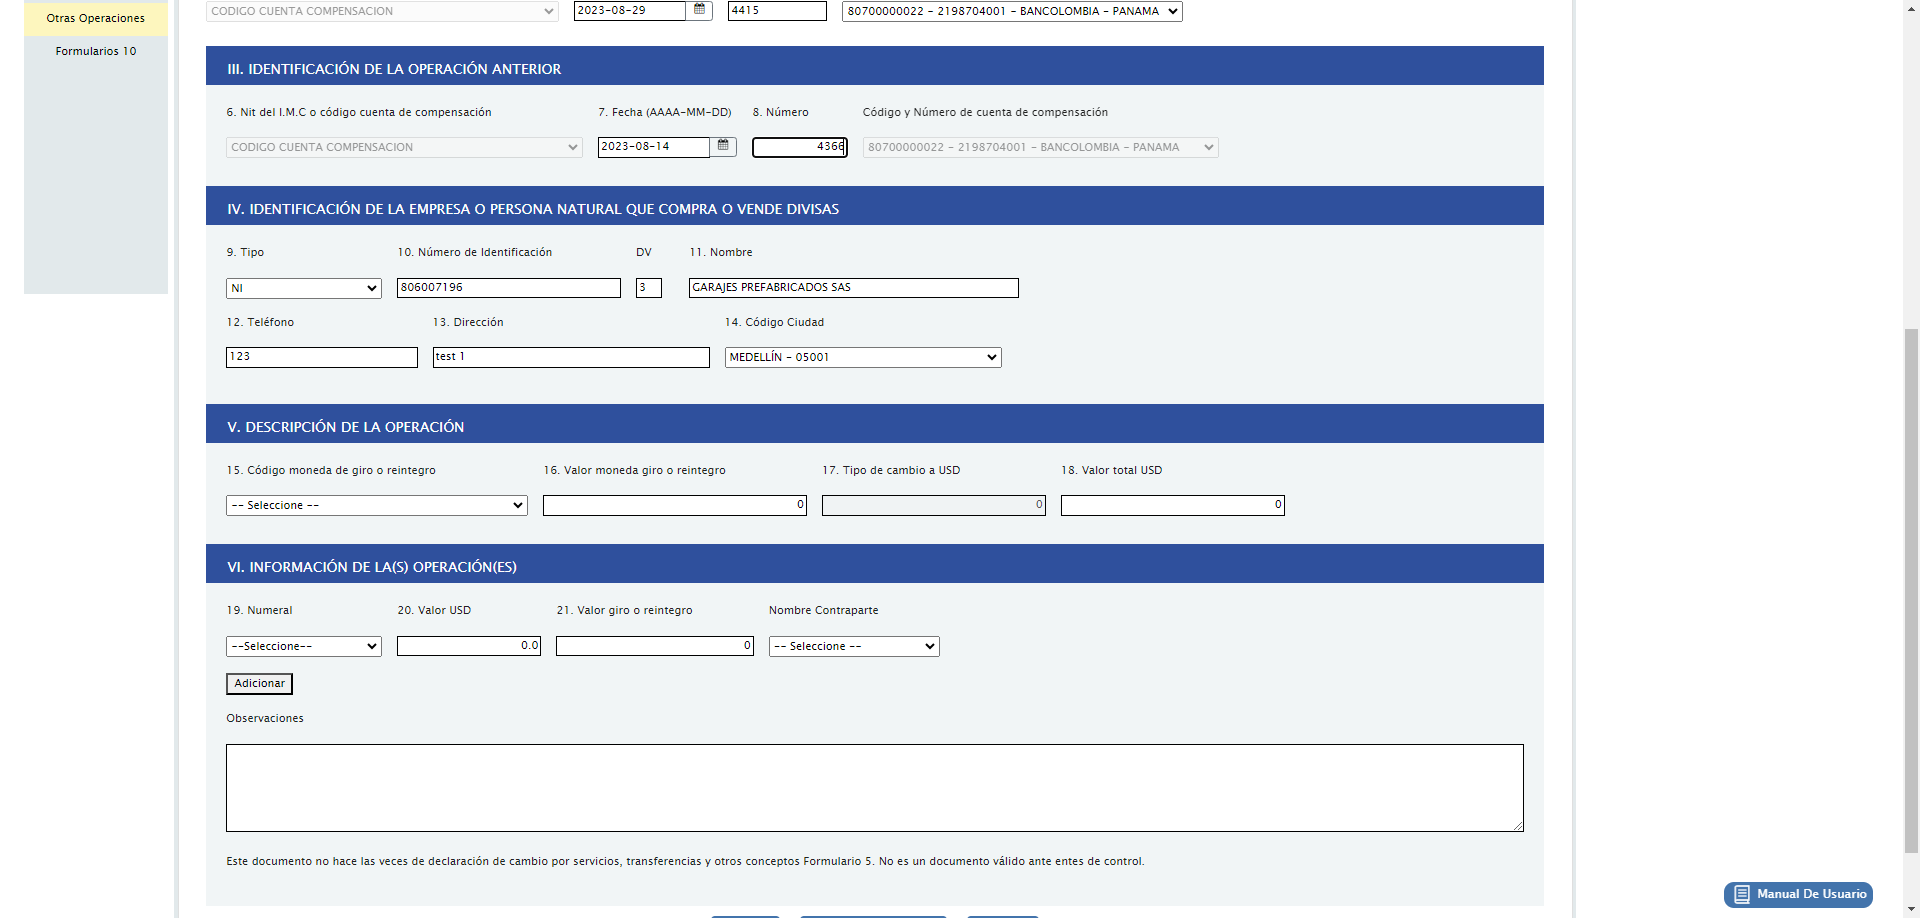 Otras Operaciones
Formularios 10
CODIGO CUENTA COMPENSACION 2023-08-29 4415 80700000022 - 2198704001 - BANCOLOMBIA - PANAMA
III. IDENTIFICACIÓN DE LA OPERACIÓN ANTERIOR
6. Nit del I.M.C o código cuenta de compensación 7. Fecha (AAAA-MM-DD) 8. Número Código y Número de cuenta de compensación
CODIGO CUENTA COMPENSACION 2023-08-14 4366 80700000022 - 2198704001 - BANCOLOMBIA - PANAMA
IV. IDENTIFICACIÓN DE LA EMPRESA O PERSONA NATURAL QUE COMPRA O VENDE DIVISAS
9. Tipo 10. Número de Identificación DV 11. Nombre
NI 806007196 3 GARAJES PREFABRICADOS SAS
12. Teléfono 13. Dirección 14. Código Ciudad
123 test 1 MEDELLÍN - 05001
V. DESCRIPCIÓN DE LA OPERACIÓN
15. Código moneda de giro o reintegro 16. Valor moneda giro o reintegro 17. Tipo de cambio a USD 18. Valor total USD
-- Seleccione -- 0 0 0
VI. INFORMACIÓN DE LA(S) OPERACIÓN(ES)
19. Numeral 20. Valor USD 21. Valor giro o reintegro Nombre Contraparte
--Seleccione-- 0.0 0 -- Seleccione --
Adicionar
Observaciones
Este documento no hace las veces de declaración de cambio por servicios, transferencias y otros conceptos Formulario 5. No es un documento válido ante entes de control.
Manual De Usuario